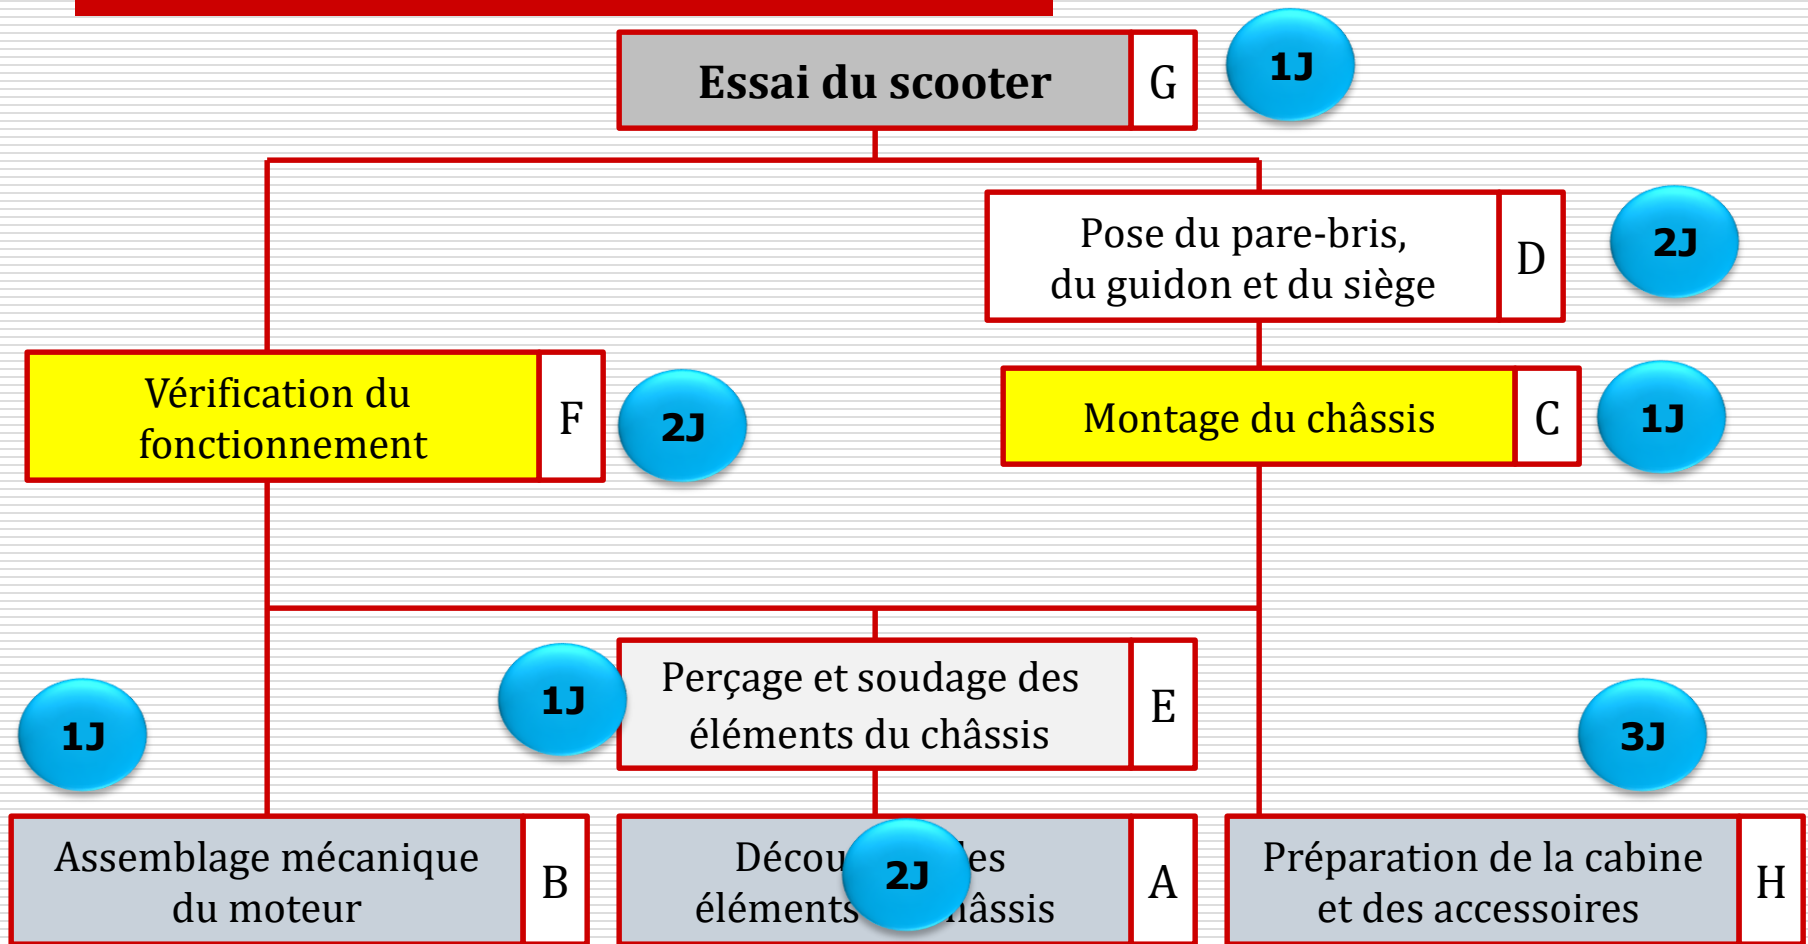 Essai du scooter
G
1J
Pose du pare-bris,
du guidon et du siège
D
2J
Vérification du
fonctionnement
F
2J
Montage du châssis
C
1J
1J
1J
Perçage et soudage des
éléments du châssis
E
3J
Assemblage mécanique
du moteur
B
éléments
2J
A
Préparation de la cabine
et des accessoires
H